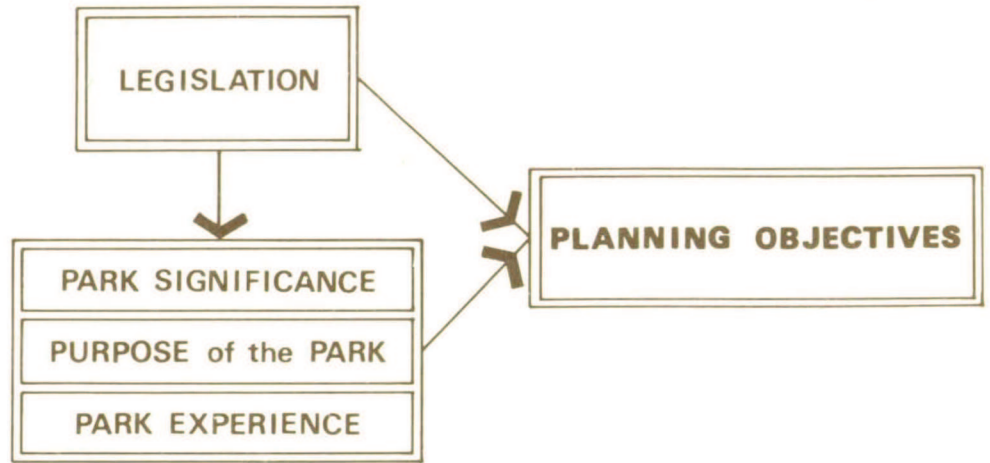 LEGISLATION
PLANNING OBJECTIVES
PARK SIGNIFICANCE
PURPOSE of the PARK
PARK EXPERIENCE